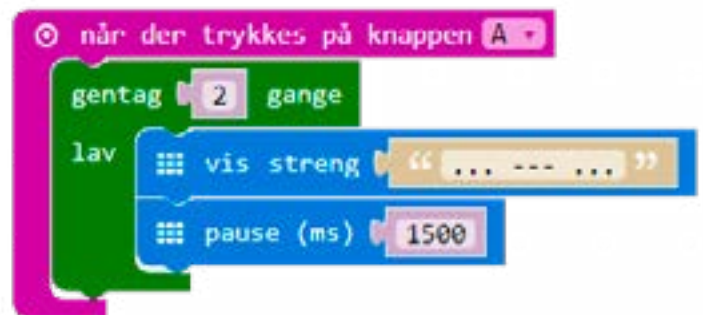 når der trykkes på knappen A
gentag 2 gange
lav
vis streng “ ... --- ... ”
pause (ms) 1500